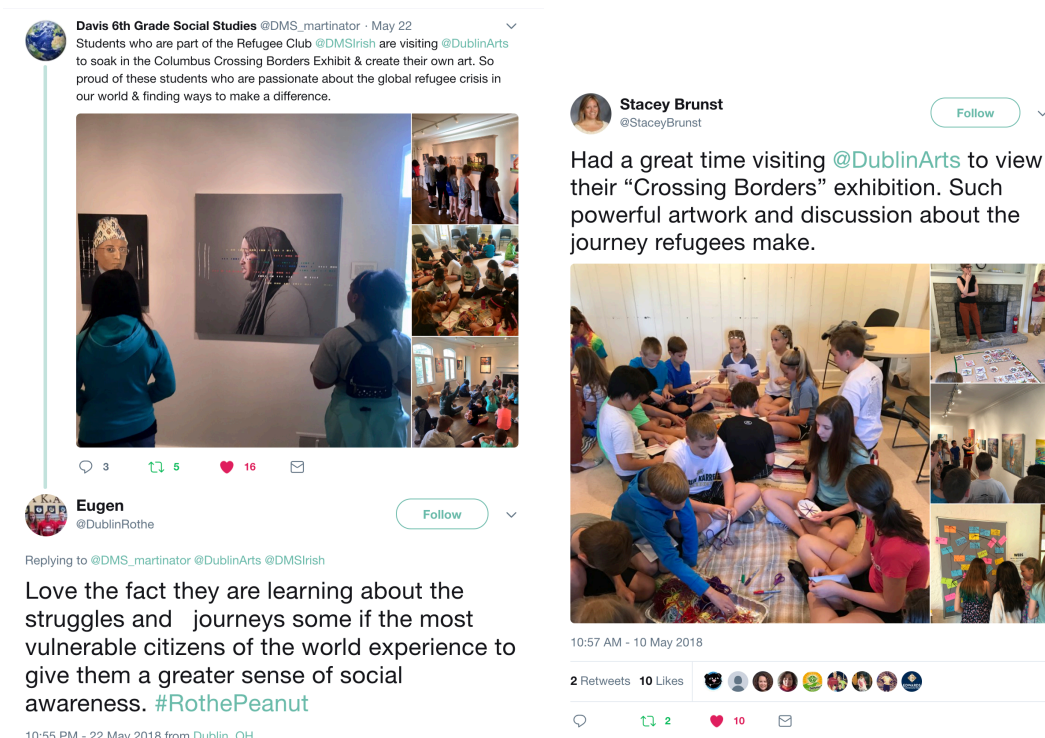 Davis 6th Grade Social Studies @DMS_martinator · May 22
Students who are part of the Refugee Club @DMSIrish are visiting @DublinArts
to soak in the Columbus Crossing Borders Exhibit & create their own art. So
proud of these students who are passionate about the global refugee crisis in
our world & finding ways to make a difference.
3 5 16
Eugen
@DublinRothe
Follow
Replying to @DMS_martinator @DublinArts @DMSIrish
Love the fact they are learning about the
struggles and journeys some if the most
vulnerable citizens of the world experience to
give them a greater sense of social
awareness. #RothePeanut
10:55 PM - 22 May 2018 from Dublin, OH
Stacey Brunst
@StaceyBrunst
Follow
Had a great time visiting @DublinArts to view
their “Crossing Borders” exhibition. Such
powerful artwork and discussion about the
journey refugees make.
10:57 AM - 10 May 2018
2 Retweets 10 Likes
2 10